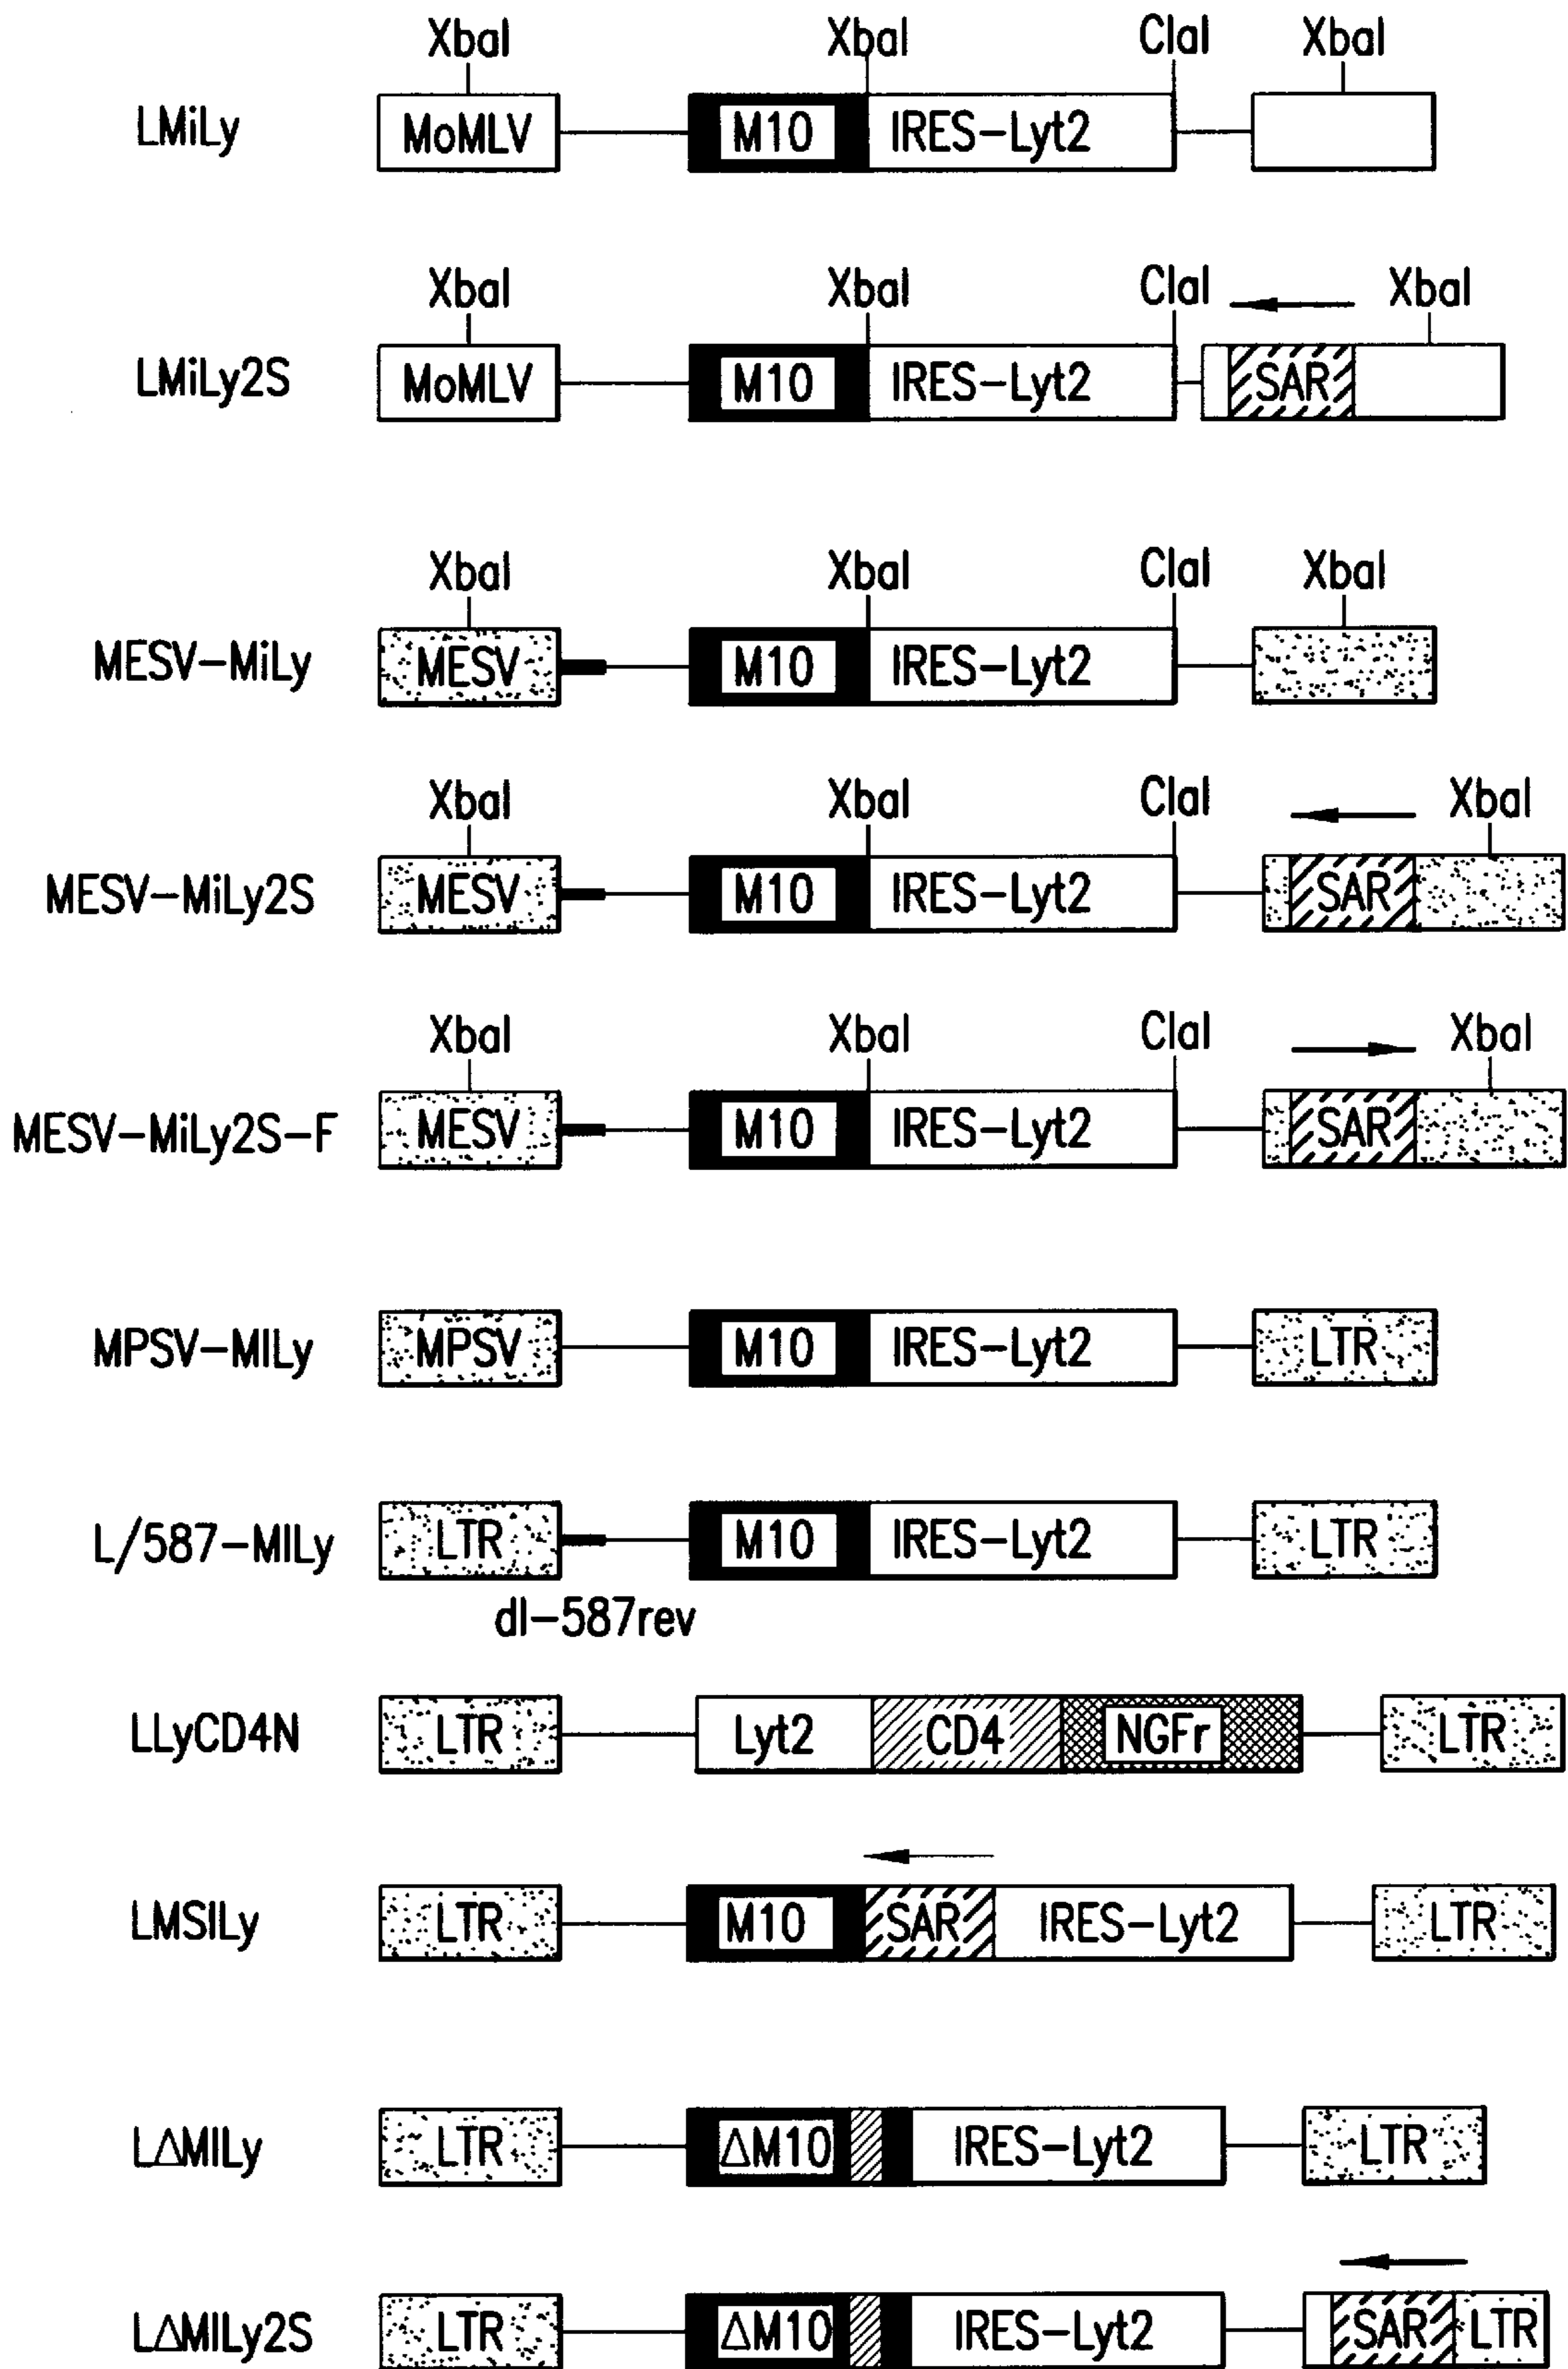 XbaI XbaI ClaI XbaI
LMiLy MoMLV M10 IRES-Lyt2
XbaI XbaI ClaI XbaI
LMiLy2S MoMLV M10 IRES-Lyt2 SAR
XbaI XbaI ClaI XbaI
MESV-MiLy MESV M10 IRES-Lyt2
XbaI XbaI ClaI XbaI
MESV-MiLy2S MESV M10 IRES-Lyt2 SAR
XbaI XbaI ClaI XbaI
MESV-MiLy2S-F MESV M10 IRES-Lyt2 SAR
MPSV-MILy MPSV M10 IRES-Lyt2 LTR
L/587-MILy LTR M10 IRES-Lyt2 LTR
dl-587rev
LLyCD4N LTR Lyt2 CD4 NGFr LTR
LMSILy LTR M10 SAR IRES-Lyt2 LTR
LΔMILy LTR ΔM10 IRES-Lyt2 LTR
LΔMILy2S LTR ΔM10 IRES-Lyt2 SAR LTR